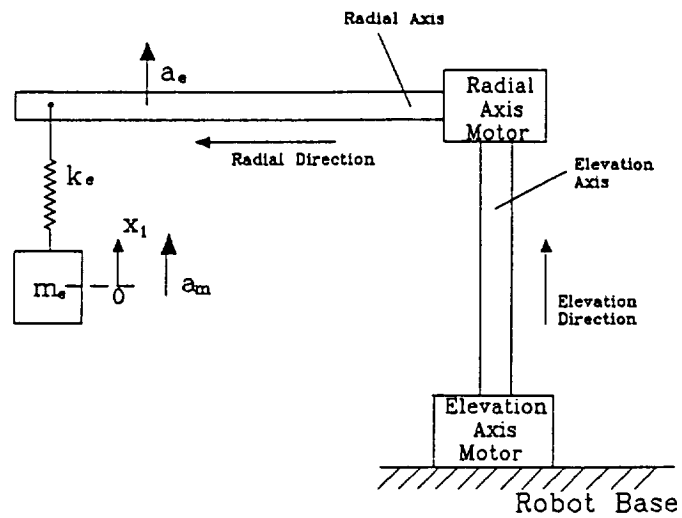 Radial Axis
aₑ
Radial
Axis
Motor
Radial Direction
Elevation
Axis
kₑ
x₁
mₑ
0
aₘ
Elevation
Direction
Elevation
Axis
Motor
Robot Base